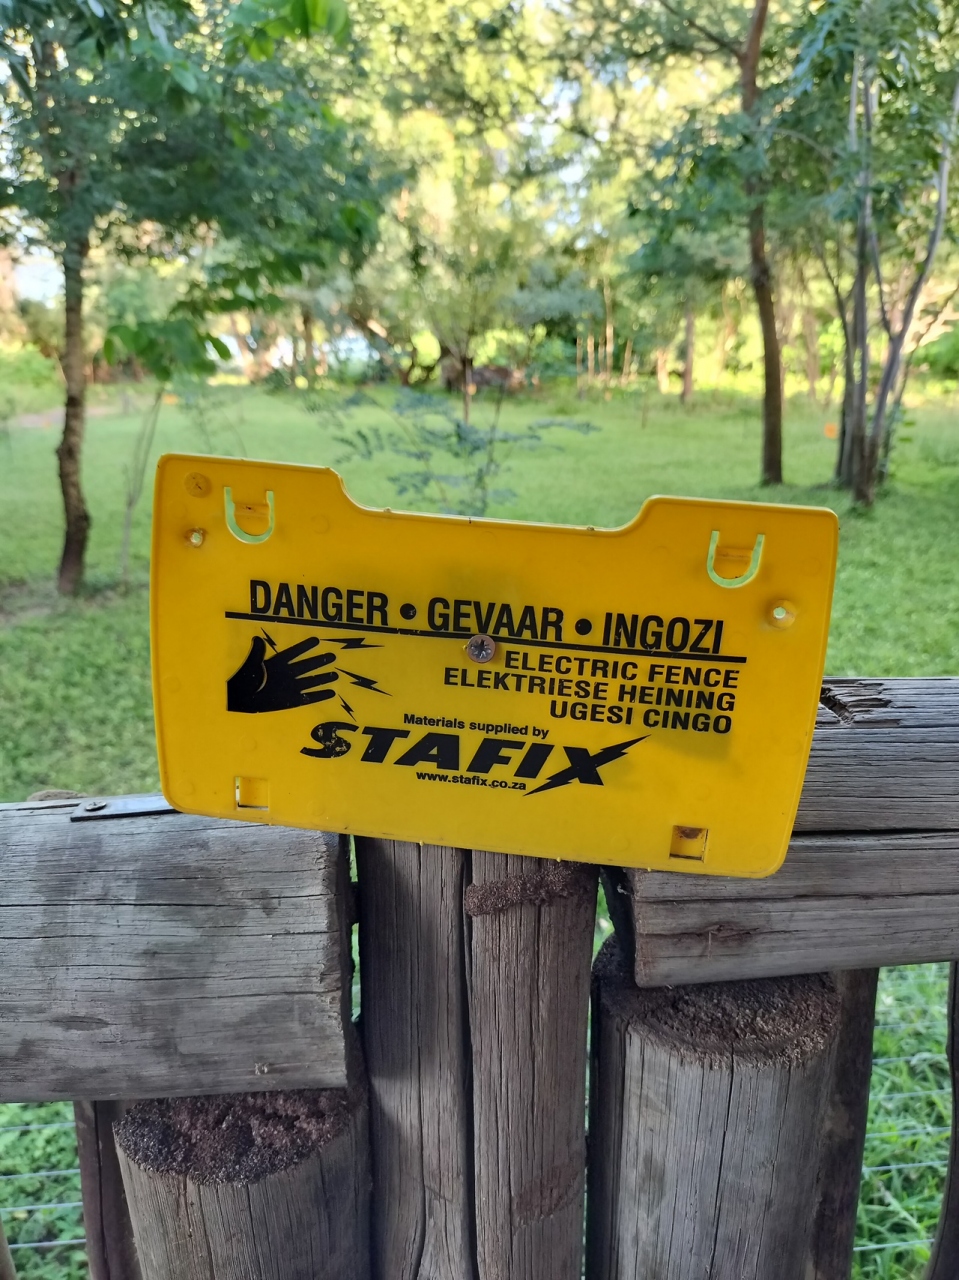 DANGER • GEVAAR • INGOZI
ELECTRIC FENCE
ELEKTRIESE HEINING
UGESI CINGO
Materials supplied by
STAFIX
www.stafix.co.za